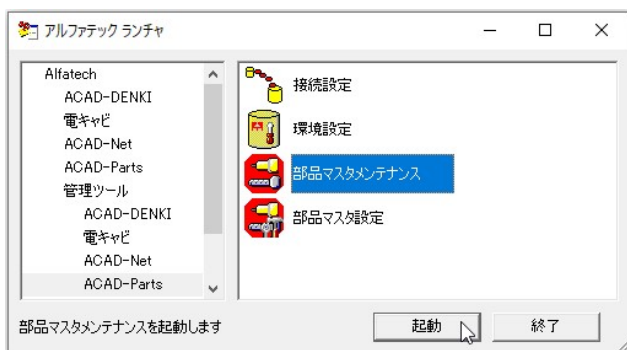 アルファテック ランチャ
Alfatech
ACAD-DENKI
電キャビ
ACAD-Net
ACAD-Parts
管理ツール
ACAD-DENKI
電キャビ
ACAD-Net
ACAD-Parts
接続設定
環境設定
部品マスタメンテナンス
部品マスタ設定
部品マスタメンテナンスを起動します
起動
終了